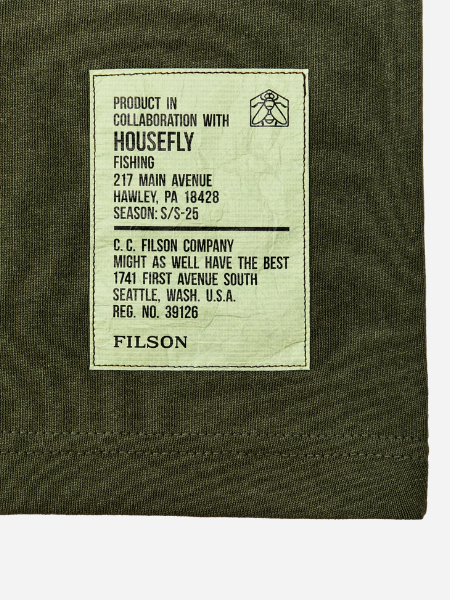 PRODUCT IN
COLLABORATION WITH
HOUSEFLY
FISHING
217 MAIN AVENUE
HAWLEY, PA 18428
SEASON: S/S-25
C. C. FILSON COMPANY
MIGHT AS WELL HAVE THE BEST
1741 FIRST AVENUE SOUTH
SEATTLE, WASH. U.S.A.
REG. NO. 39126
FILSON